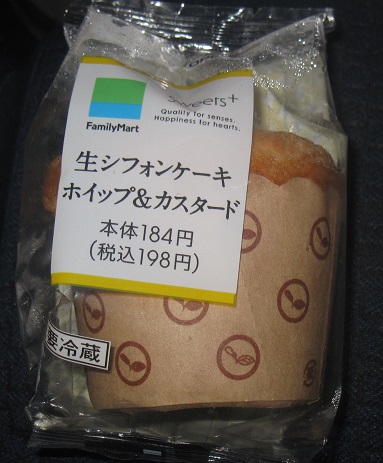 sweets+
Quality for senses.
Happiness for hearts.
FamilyMart
生シフォンケーキ
ホイップ&カスタード
本体184円
(税込198円)
要冷蔵